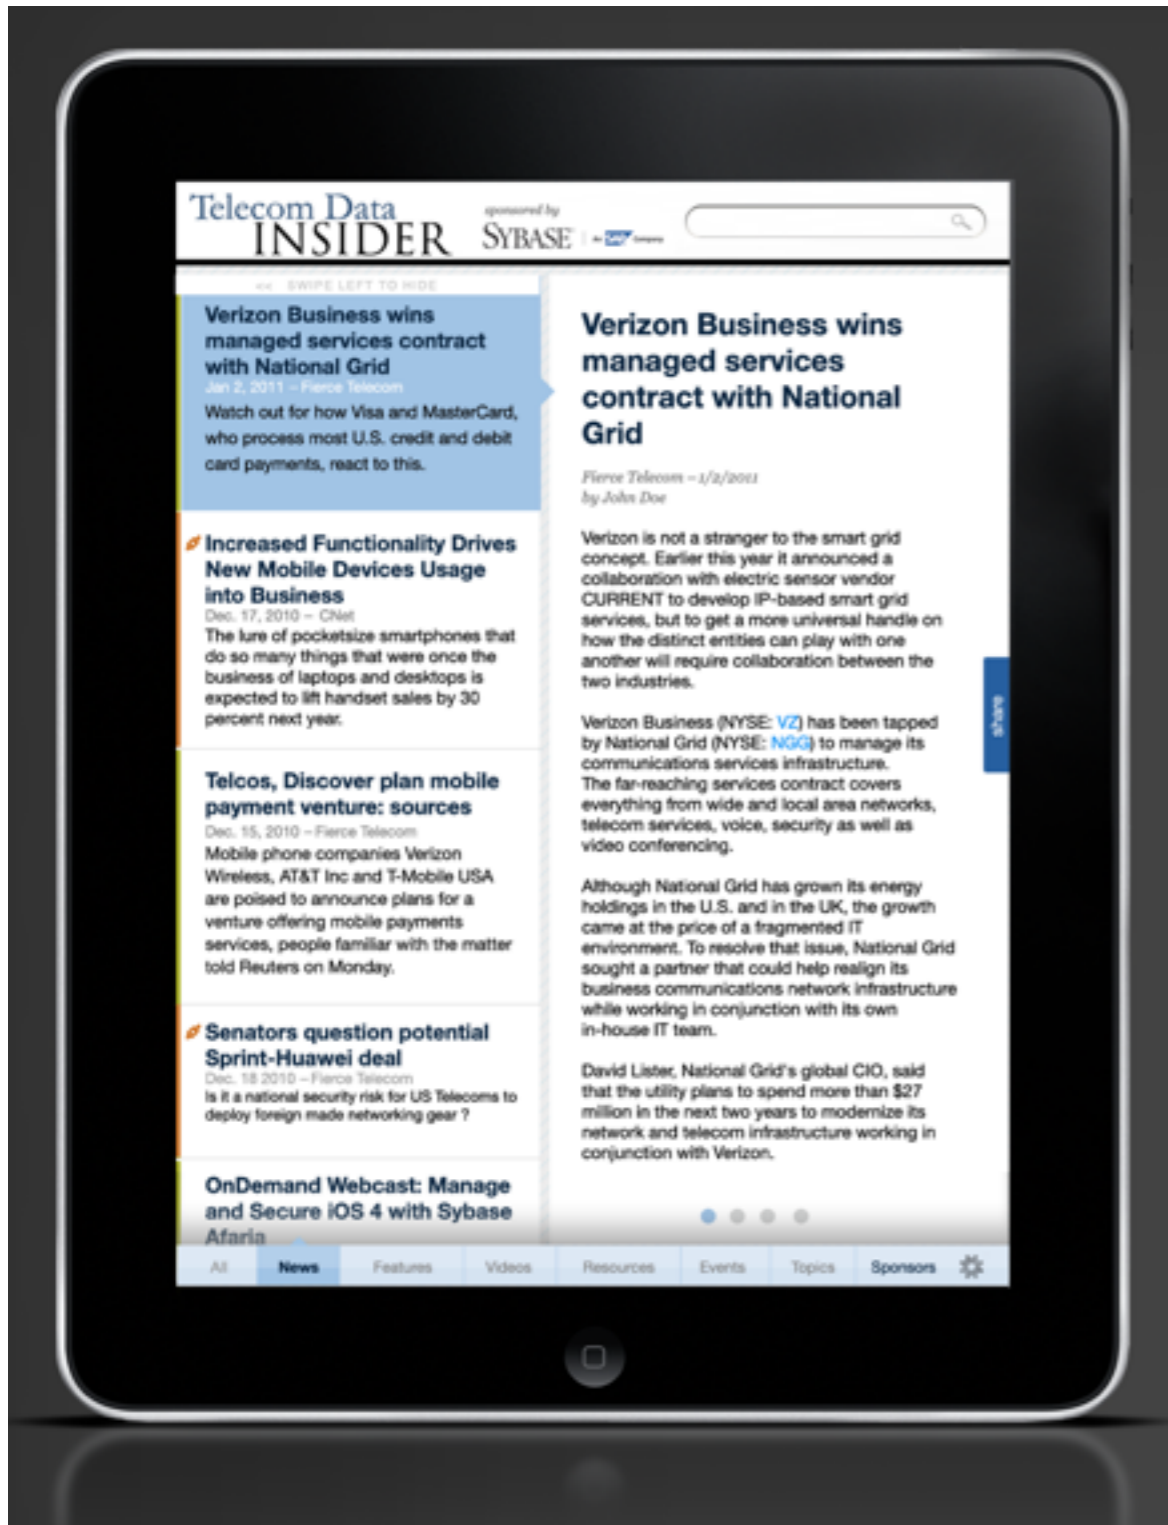 Telecom Data
INSIDER
sponsored by
SYBASE
An SAP Company
<< SWIPE LEFT TO HIDE
Verizon Business wins
managed services contract
with National Grid
Jan 2, 2011 – Fierce Telecom
Watch out for how Visa and MasterCard,
who process most U.S. credit and debit
card payments, react to this.
Increased Functionality Drives
New Mobile Devices Usage
into Business
Dec. 17, 2010 – CNet
The lure of pocketsize smartphones that
do so many things that were once the
business of laptops and desktops is
expected to lift handset sales by 30
percent next year.
Telcos, Discover plan mobile
payment venture: sources
Dec. 15, 2010 – Fierce Telecom
Mobile phone companies Verizon
Wireless, AT&T Inc and T-Mobile USA
are poised to announce plans for a
venture offering mobile payments
services, people familiar with the matter
told Reuters on Monday.
Senators question potential
Sprint-Huawei deal
Dec. 18 2010 – Fierce Telecom
Is it a national security risk for US Telecoms to
deploy foreign made networking gear ?
OnDemand Webcast: Manage
and Secure iOS 4 with Sybase
Afaria
Verizon Business wins
managed services
contract with National
Grid
Fierce Telecom – 1/2/2011
by John Doe
Verizon is not a stranger to the smart grid
concept. Earlier this year it announced a
collaboration with electric sensor vendor
CURRENT to develop IP-based smart grid
services, but to get a more universal handle on
how the distinct entities can play with one
another will require collaboration between the
two industries.
Verizon Business (NYSE: VZ) has been tapped
by National Grid (NYSE: NGG) to manage its
communications services infrastructure.
The far-reaching services contract covers
everything from wide and local area networks,
telecom services, voice, security as well as
video conferencing.
Although National Grid has grown its energy
holdings in the U.S. and in the UK, the growth
came at the price of a fragmented IT
environment. To resolve that issue, National Grid
sought a partner that could help realign its
business communications network infrastructure
while working in conjunction with its own
in-house IT team.
David Lister, National Grid's global CIO, said
that the utility plans to spend more than $27
million in the next two years to modernize its
network and telecom infrastructure working in
conjunction with Verizon.
share
All News Features Videos Resources Events Topics Sponsors